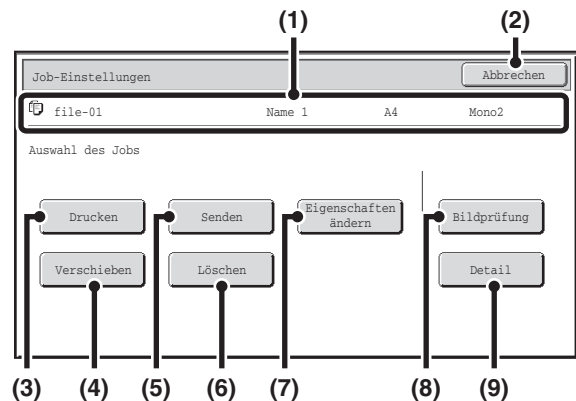 (1) (2)
Job-Einstellungen Abbrechen
file-01 Name 1 A4 Mono2
Auswahl des Jobs
(3) Drucken Senden Eigenschaften ändern (8) Bildprüfung
Verschieben Löschen Detail
(4) (5) (6) (7) (9)